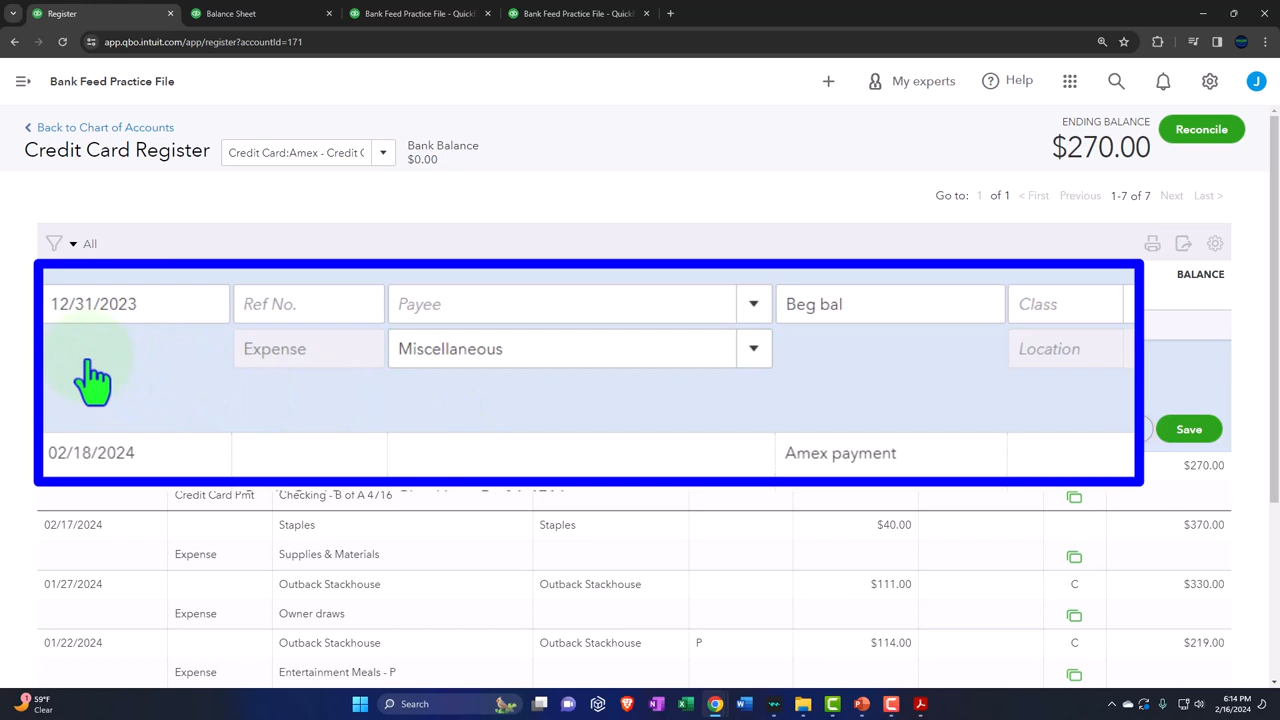 Register
Balance Sheet
Bank Feed Practice File - Quickf
Bank Feed Practice File - Quickf
app.qbo.intuit.com/app/register?accountId=171
Bank Feed Practice File
My experts
Help
J
Back to Chart of Accounts
Credit Card Register
Credit Card:Amex - Credit C
Bank Balance
$0.00
ENDING BALANCE
$270.00
Reconcile
Go to: 1 of 1 < First Previous 1-7 of 7 Next Last >
All
BALANCE
12/31/2023 Ref No. Payee Beg bal Class
Expense Miscellaneous Location
Save
02/18/2024 Amex payment
$270.00
Credit Card Pmt Checking - B of A 4716
02/17/2024 Staples Staples $40.00 $370.00
Expense Supplies & Materials
01/27/2024 Outback Stackhouse Outback Stackhouse $111.00 C $330.00
Expense Owner draws
01/22/2024 Outback Stackhouse Outback Stackhouse P $114.00 C $219.00
Expense Entertainment Meals - P
59°F
Clear
Search
6:14 PM
2/16/2024